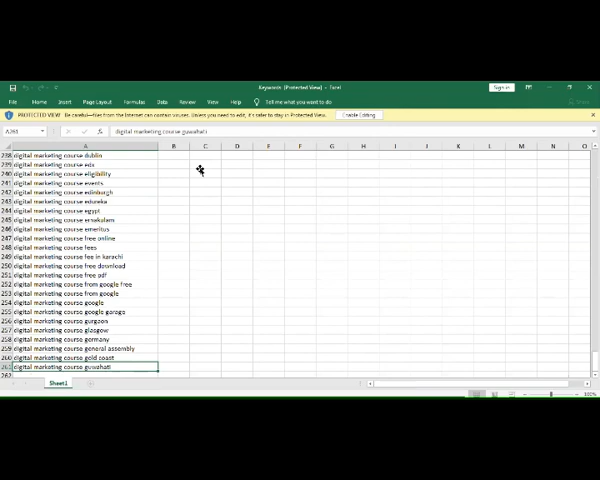 Keywords [Protected View] - Excel
Sign in
File Home Insert Page Layout Formulas Data Review View Help Tell me what you want to do Share
PROTECTED VIEW Be careful—files from the Internet can contain viruses. Unless you need to edit, it's safer to stay in Protected View. Enable Editing
A261 digital marketing course guwahati
A B C D E F G H I J K L M N O
238 digital marketing course dublin
239 digital marketing course edx
240 digital marketing course eligibility
241 digital marketing course events
242 digital marketing course edinburgh
243 digital marketing course edureka
244 digital marketing course egypt
245 digital marketing course ernakulam
246 digital marketing course emeritus
247 digital marketing course free online
248 digital marketing course fees
249 digital marketing course fee in karachi
250 digital marketing course free download
251 digital marketing course free pdf
252 digital marketing course from google free
253 digital marketing course from google
254 digital marketing course google
255 digital marketing course google garage
256 digital marketing course gurgaon
257 digital marketing course glasgow
258 digital marketing course germany
259 digital marketing course general assembly
260 digital marketing course gold coast
261 digital marketing course guwahati
262
Sheet1
100%